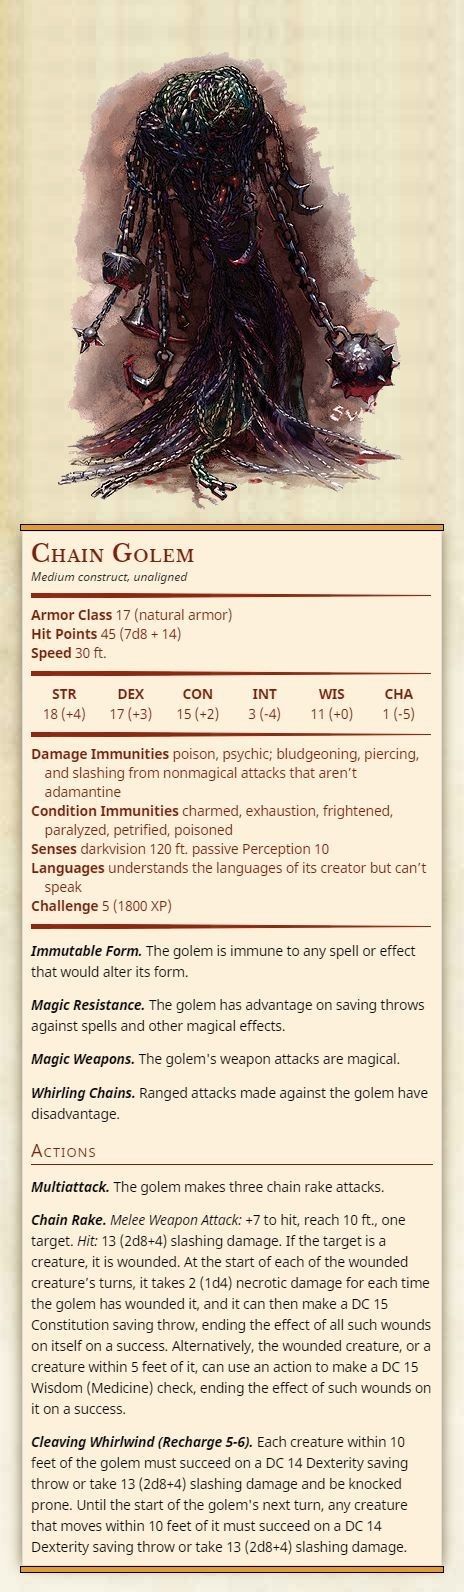 Chain Golem
Medium construct, unaligned
Armor Class 17 (natural armor)
Hit Points 45 (7d8 + 14)
Speed 30 ft.
STR DEX CON INT WIS CHA
18 (+4) 17 (+3) 15 (+2) 3 (-4) 11 (+0) 1 (-5)
Damage Immunities poison, psychic; bludgeoning, piercing,
and slashing from nonmagical attacks that aren't
adamantine
Condition Immunities charmed, exhaustion, frightened,
paralyzed, petrified, poisoned
Senses darkvision 120 ft. passive Perception 10
Languages understands the languages of its creator but can't
speak
Challenge 5 (1800 XP)
Immutable Form. The golem is immune to any spell or effect
that would alter its form.
Magic Resistance. The golem has advantage on saving throws
against spells and other magical effects.
Magic Weapons. The golem's weapon attacks are magical.
Whirling Chains. Ranged attacks made against the golem have
disadvantage.
Actions
Multiattack. The golem makes three chain rake attacks.
Chain Rake. Melee Weapon Attack: +7 to hit, reach 10 ft., one
target. Hit: 13 (2d8+4) slashing damage. If the target is a
creature, it is wounded. At the start of each of the wounded
creature's turns, it takes 2 (1d4) necrotic damage for each time
the golem has wounded it, and it can then make a DC 15
Constitution saving throw, ending the effect of all such wounds
on itself on a success. Alternatively, the wounded creature, or a
creature within 5 feet of it, can use an action to make a DC 15
Wisdom (Medicine) check, ending the effect of such wounds on
it on a success.
Cleaving Whirlwind (Recharge 5-6). Each creature within 10
feet of the golem must succeed on a DC 14 Dexterity saving
throw or take 13 (2d8+4) slashing damage and be knocked
prone. Until the start of the golem's next turn, any creature
that moves within 10 feet of it must succeed on a DC 14
Dexterity saving throw or take 13 (2d8+4) slashing damage.